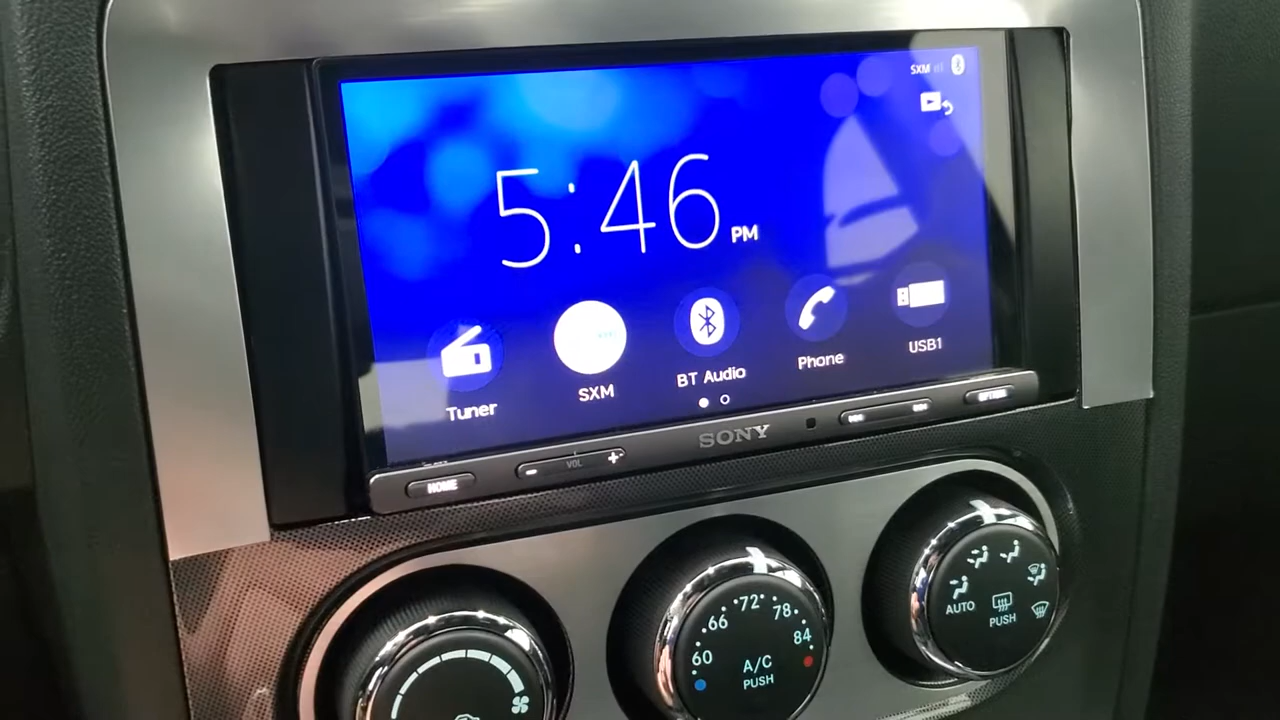 SXM
5:46 PM
Tuner
SXM
BT Audio
Phone
USB1
HOME
- VOL +
SONY
OPTION
60 66 72 78 84
A/C
PUSH
AUTO
PUSH